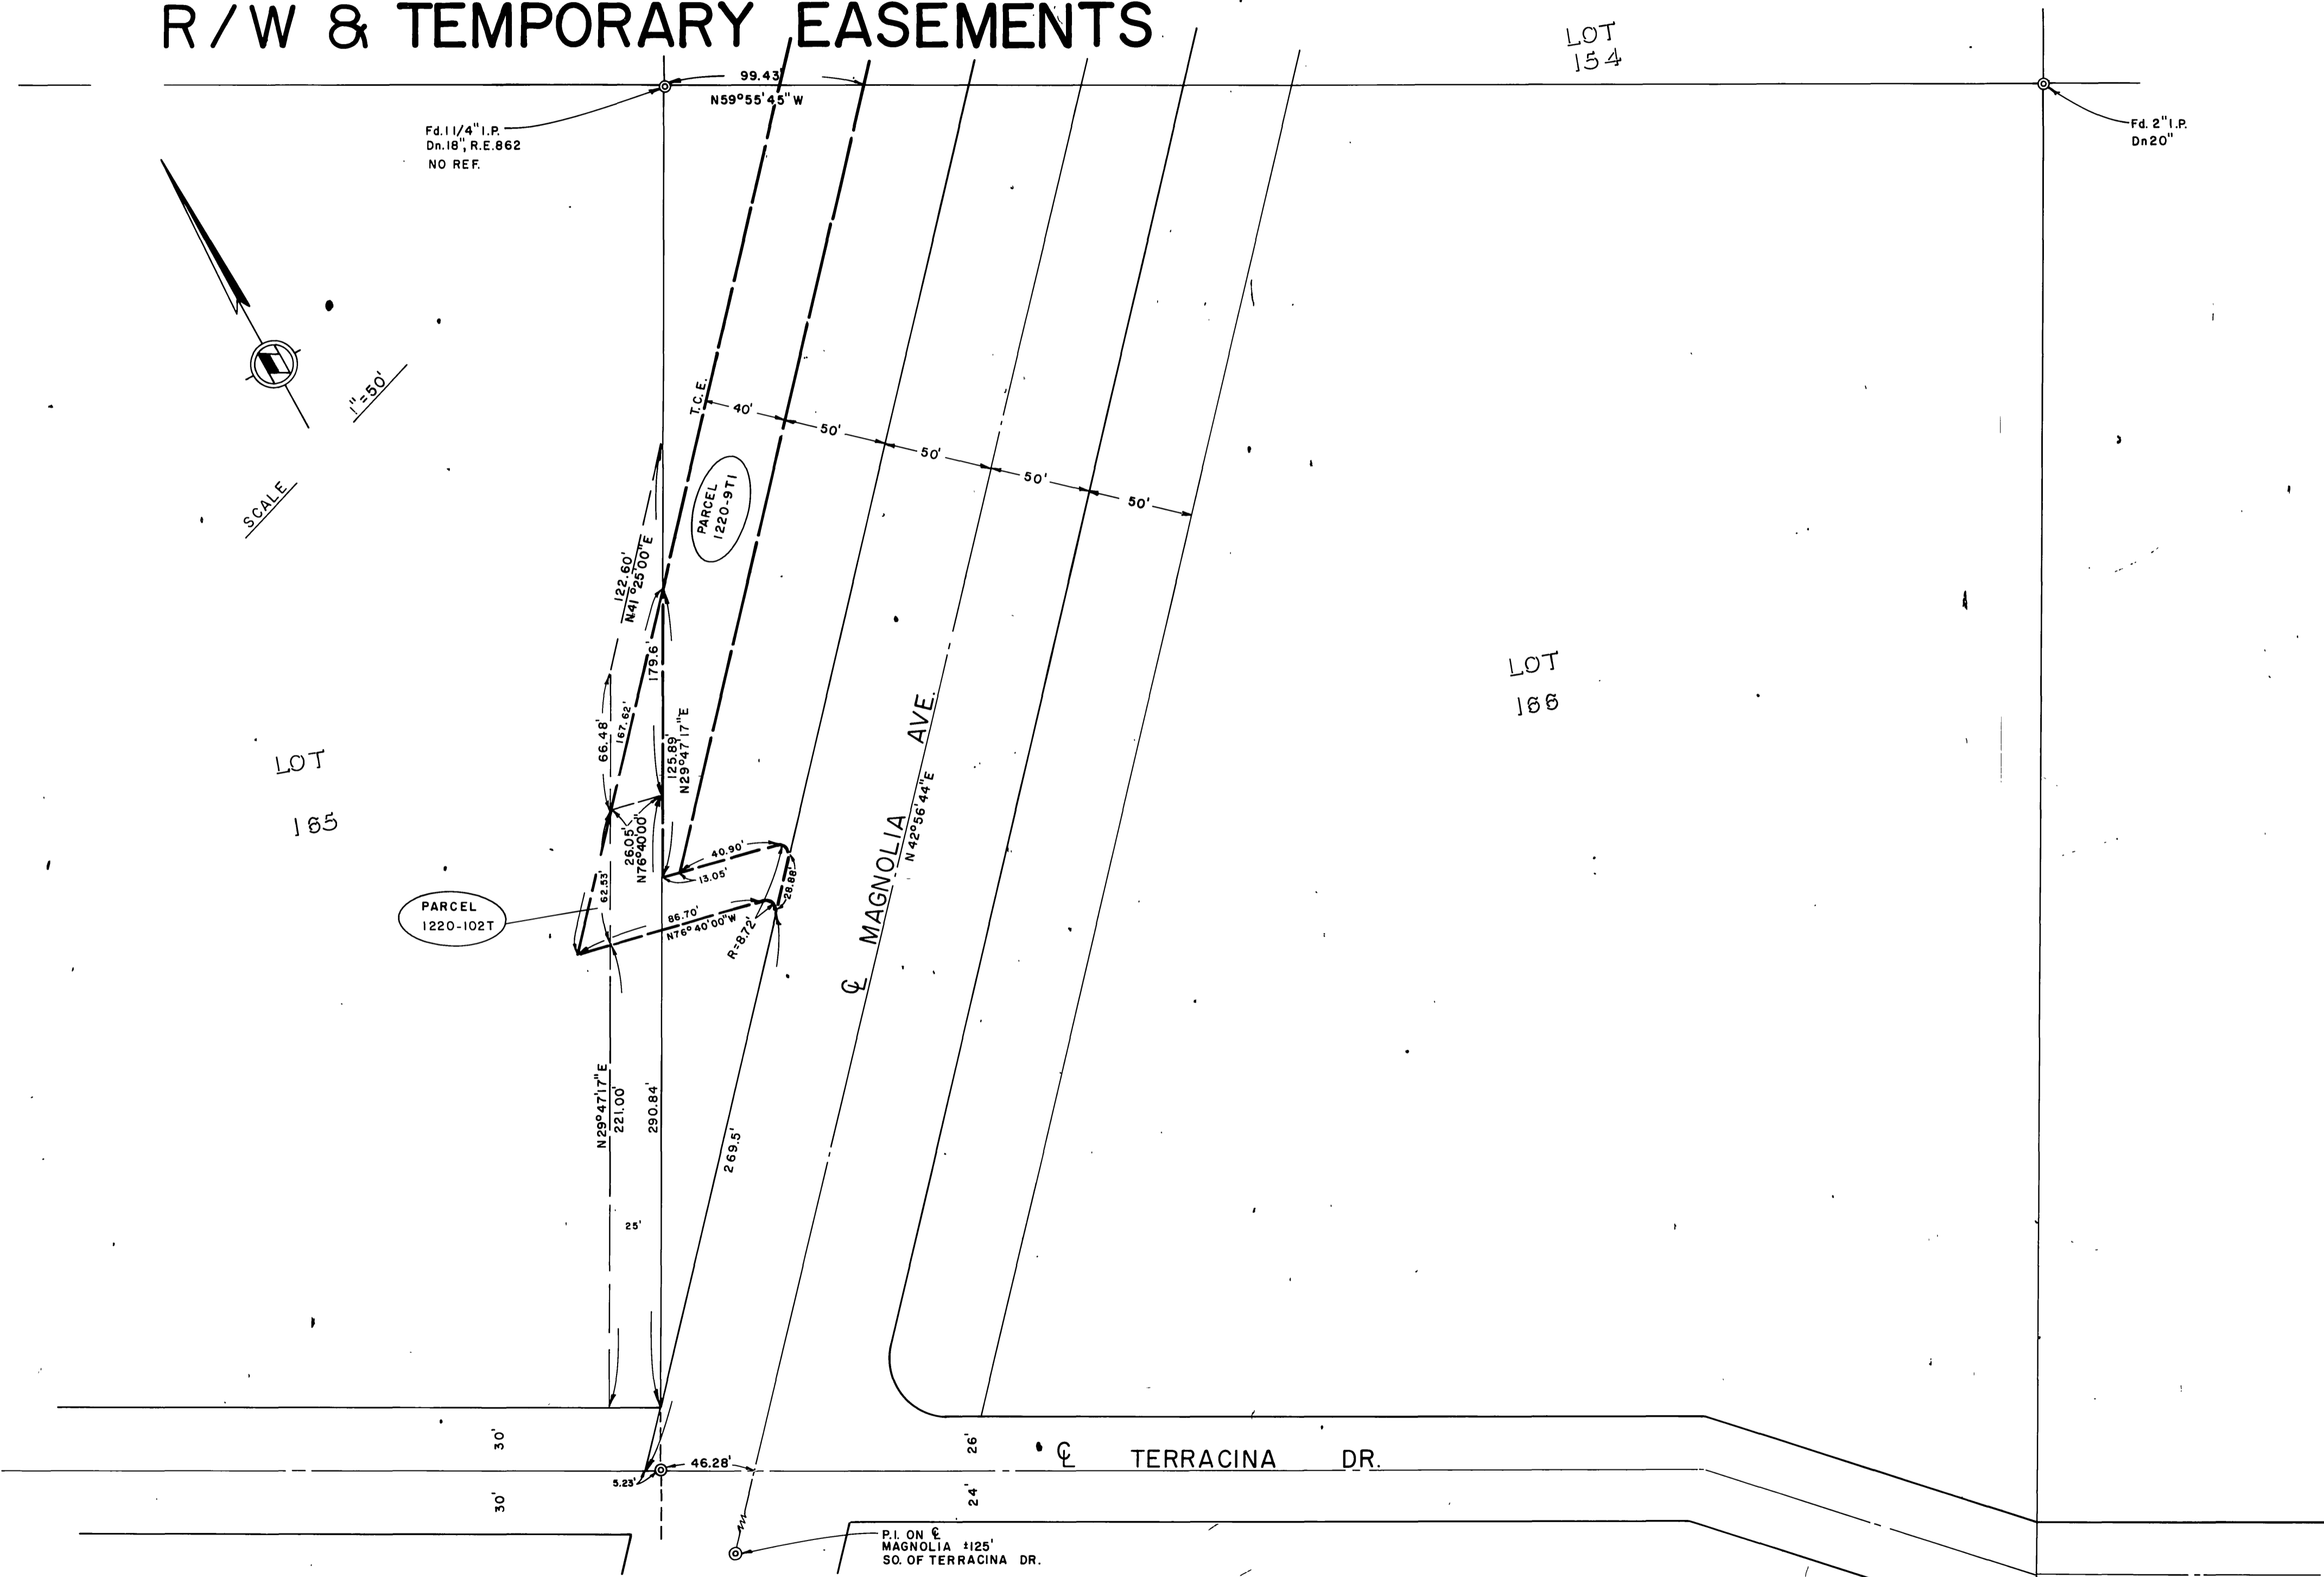 R/W & TEMPORARY EASEMENTS
LOT
154
99.43'
N59°55'45"W
Fd.1 1/4" I.P.
Dn.18", R.E.862
NO REF.
Fd. 2" I.P.
Dn 20"
1"=50'
SCALE
T.C.E.
40'
50'
50'
50'
50'
PARCEL
1220-9T1
122.60'
N41°25'00"E
179.6'
167.62'
66.48'
125.89'
N29°47'17"E
LOT
166
LOT
165
26.05'
N76°40'00"
40.90'
13.05'
28.88'
62.53'
PARCEL
1220-102T
86.70'
N76°40'00"W
R=8.72'
℄ MAGNOLIA AVE.
N 42°56'44"E
N29°47'17"E
221.00'
290.84'
269.5'
25'
30'
30'
26'
24'
℄ TERRACINA DR.
46.28'
5.23'
P.I. ON ℄
MAGNOLIA ±125'
SO. OF TERRACINA DR.